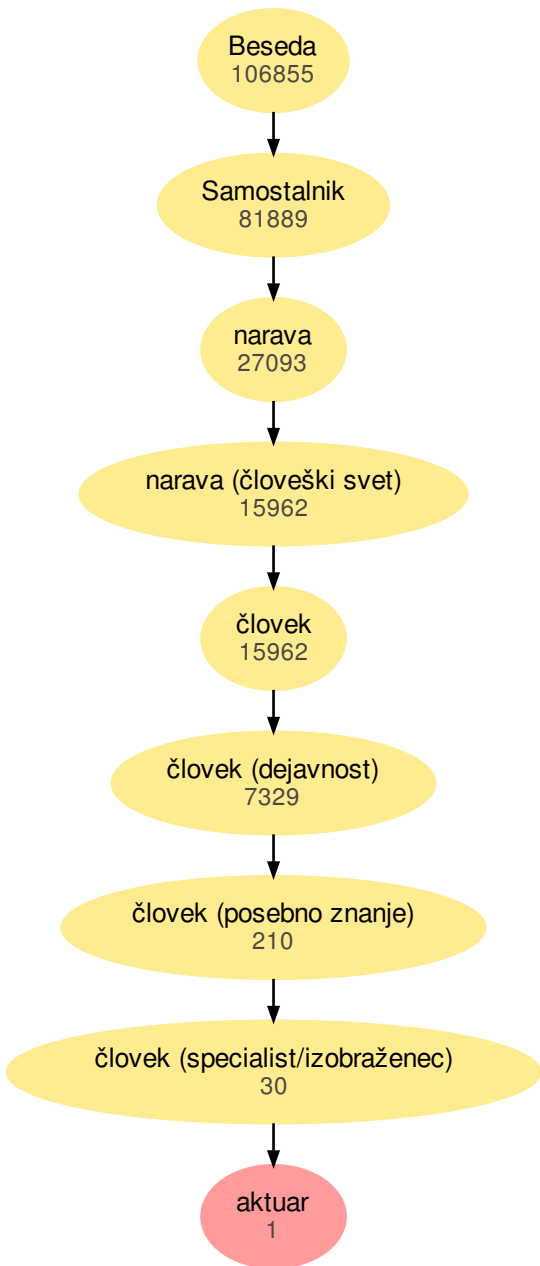 Beseda
106855
Samostalnik
81889
narava
27093
narava (človeški svet)
15962
človek
15962
človek (dejavnost)
7329
človek (posebno znanje)
210
človek (specialist/izobraženec)
30
aktuar
1